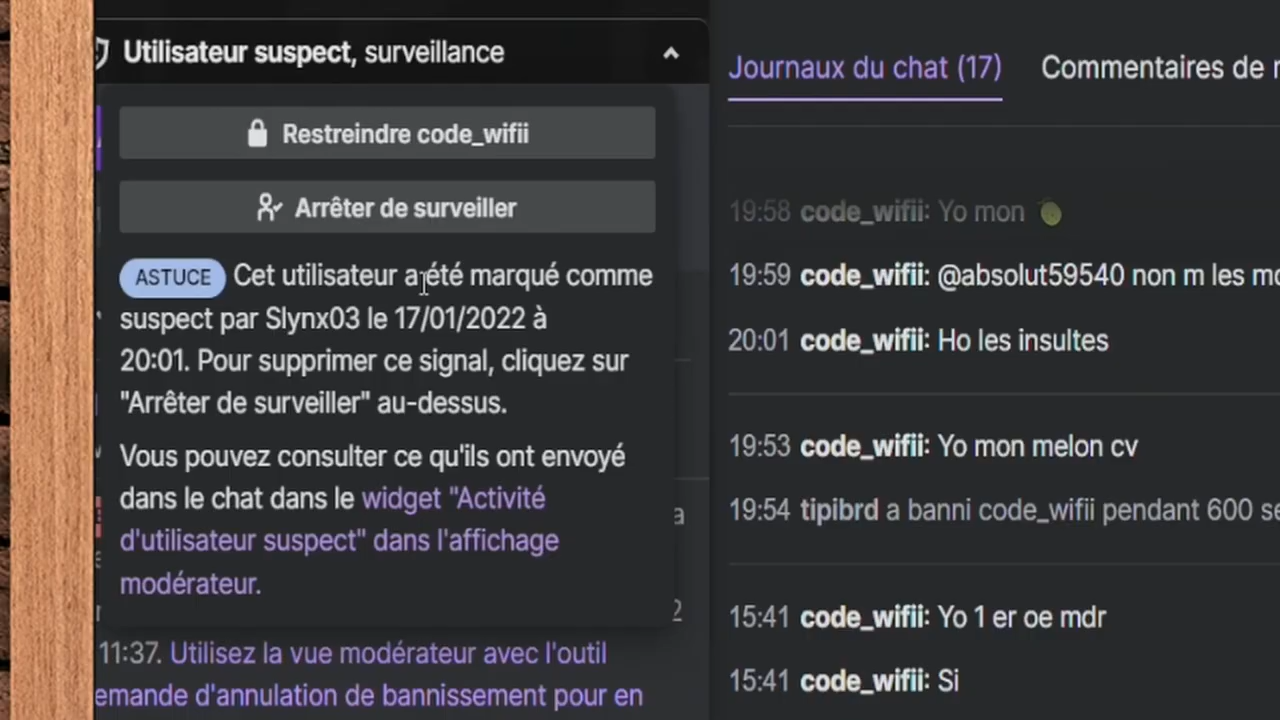 Utilisateur suspect, surveillance
Restreindre code_wifii
Arrêter de surveiller
ASTUCE Cet utilisateur a été marqué comme
suspect par Slynx03 le 17/01/2022 à
20:01. Pour supprimer ce signal, cliquez sur
"Arrêter de surveiller" au-dessus.
Vous pouvez consulter ce qu'ils ont envoyé
dans le chat dans le widget "Activité
d'utilisateur suspect" dans l'affichage
modérateur.
11:37. Utilisez la vue modérateur avec l'outil
emande d'annulation de bannissement pour en
Journaux du chat (17)
Commentaires de
19:58 code_wifii: Yo mon
19:59 code_wifii: @absolut59540 non m les
20:01 code_wifii: Ho les insultes
19:53 code_wifii: Yo mon melon cv
19:54 tipibrd a banni code_wifii pendant 600
15:41 code_wifii: Yo 1 er oe mdr
15:41 code_wifii: Si